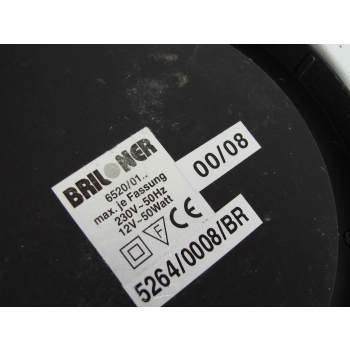 BRILONER
6520/01..
max. je Fassung
230V~50Hz
12V~50Watt
F CE
00/08
5264/0008/BR